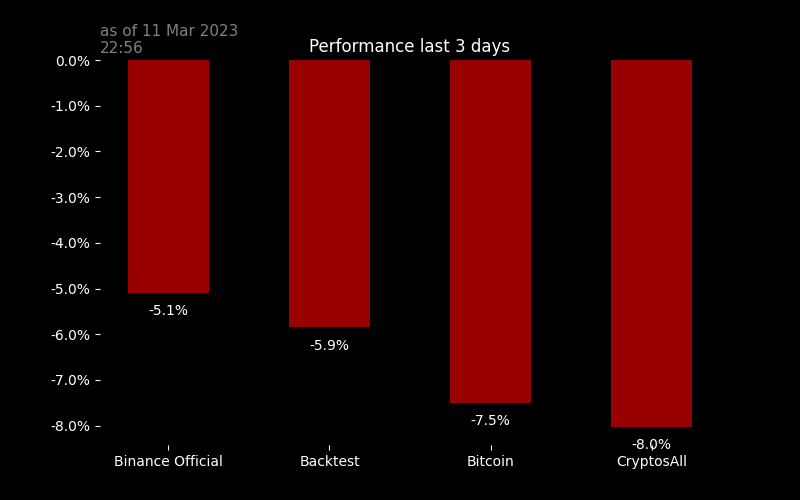 as of 11 Mar 2023
22:56
Performance last 3 days
0.0%
-1.0%
-2.0%
-3.0%
-4.0%
-5.0%
-6.0%
-7.0%
-8.0%
-5.1%
-5.9%
-7.5%
-8.0%
Binance Official
Backtest
Bitcoin
CryptosAll